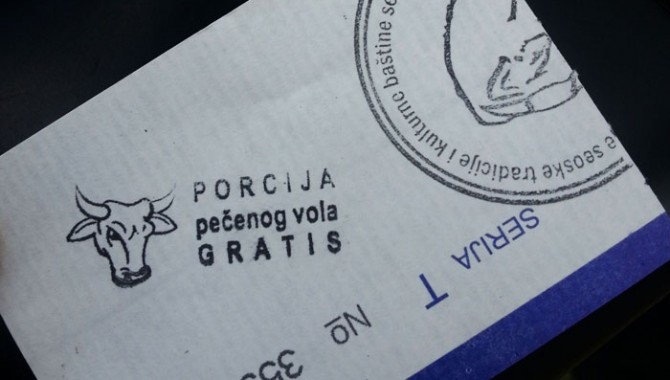 PORCIJA
pečenog vola
GRATIS
seoske tradicije i kulturne baštine
SERIJA T
No